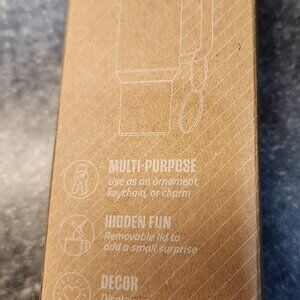 MULTI-PURPOSE
Use as an ornament,
keychain, or charm
HIDDEN FUN
Removable lid to
add a small surprise
DECOR